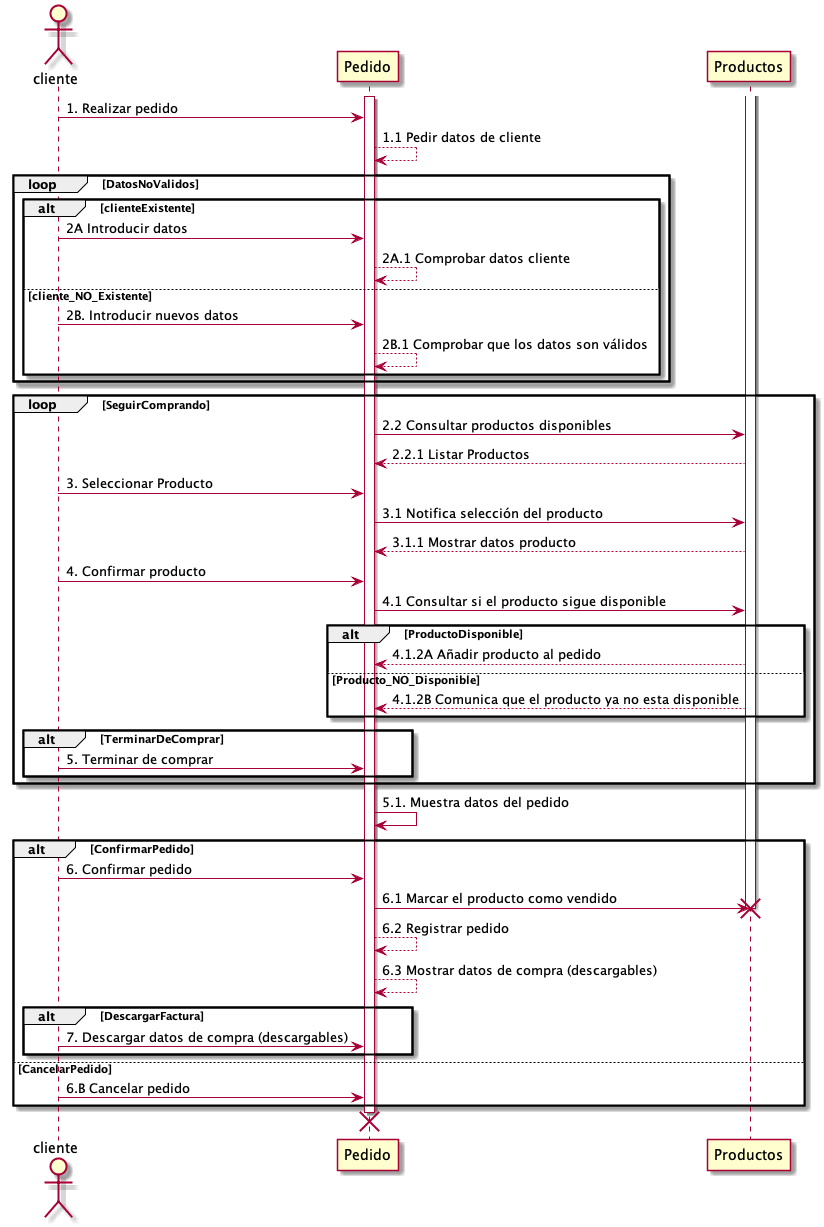 cliente
Pedido
Productos
1. Realizar pedido
1.1 Pedir datos de cliente
loop [DatosNoValidos]
alt [clienteExistente]
2A Introducir datos
2A.1 Comprobar datos cliente
[cliente_NO_Existente]
2B. Introducir nuevos datos
2B.1 Comprobar que los datos son válidos
loop [SeguirComprando]
2.2 Consultar productos disponibles
2.2.1 Listar Productos
3. Seleccionar Producto
3.1 Notifica selección del producto
3.1.1 Mostrar datos producto
4. Confirmar producto
4.1 Consultar si el producto sigue disponible
alt [ProductoDisponible]
4.1.2A Añadir producto al pedido
[Producto_NO_Disponible]
4.1.2B Comunica que el producto ya no esta disponible
alt [TerminarDeComprar]
5. Terminar de comprar
5.1. Muestra datos del pedido
alt [ConfirmarPedido]
6. Confirmar pedido
6.1 Marcar el producto como vendido
6.2 Registrar pedido
6.3 Mostrar datos de compra (descargables)
alt [DescargarFactura]
7. Descargar datos de compra (descargables)
[CancelarPedido]
6.B Cancelar pedido
cliente
Pedido
Productos